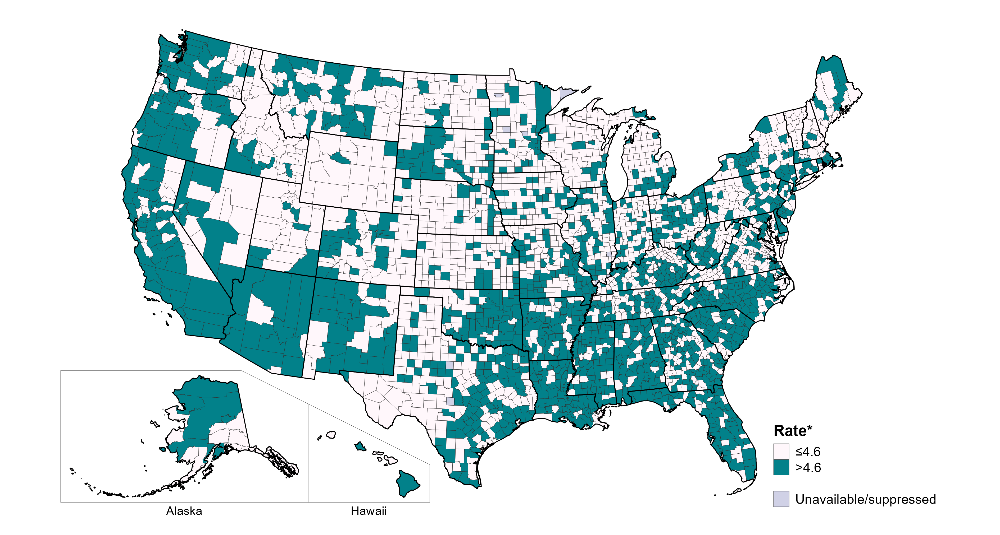 Rate*
≤4.6
>4.6
Unavailable/suppressed
Alaska
Hawaii